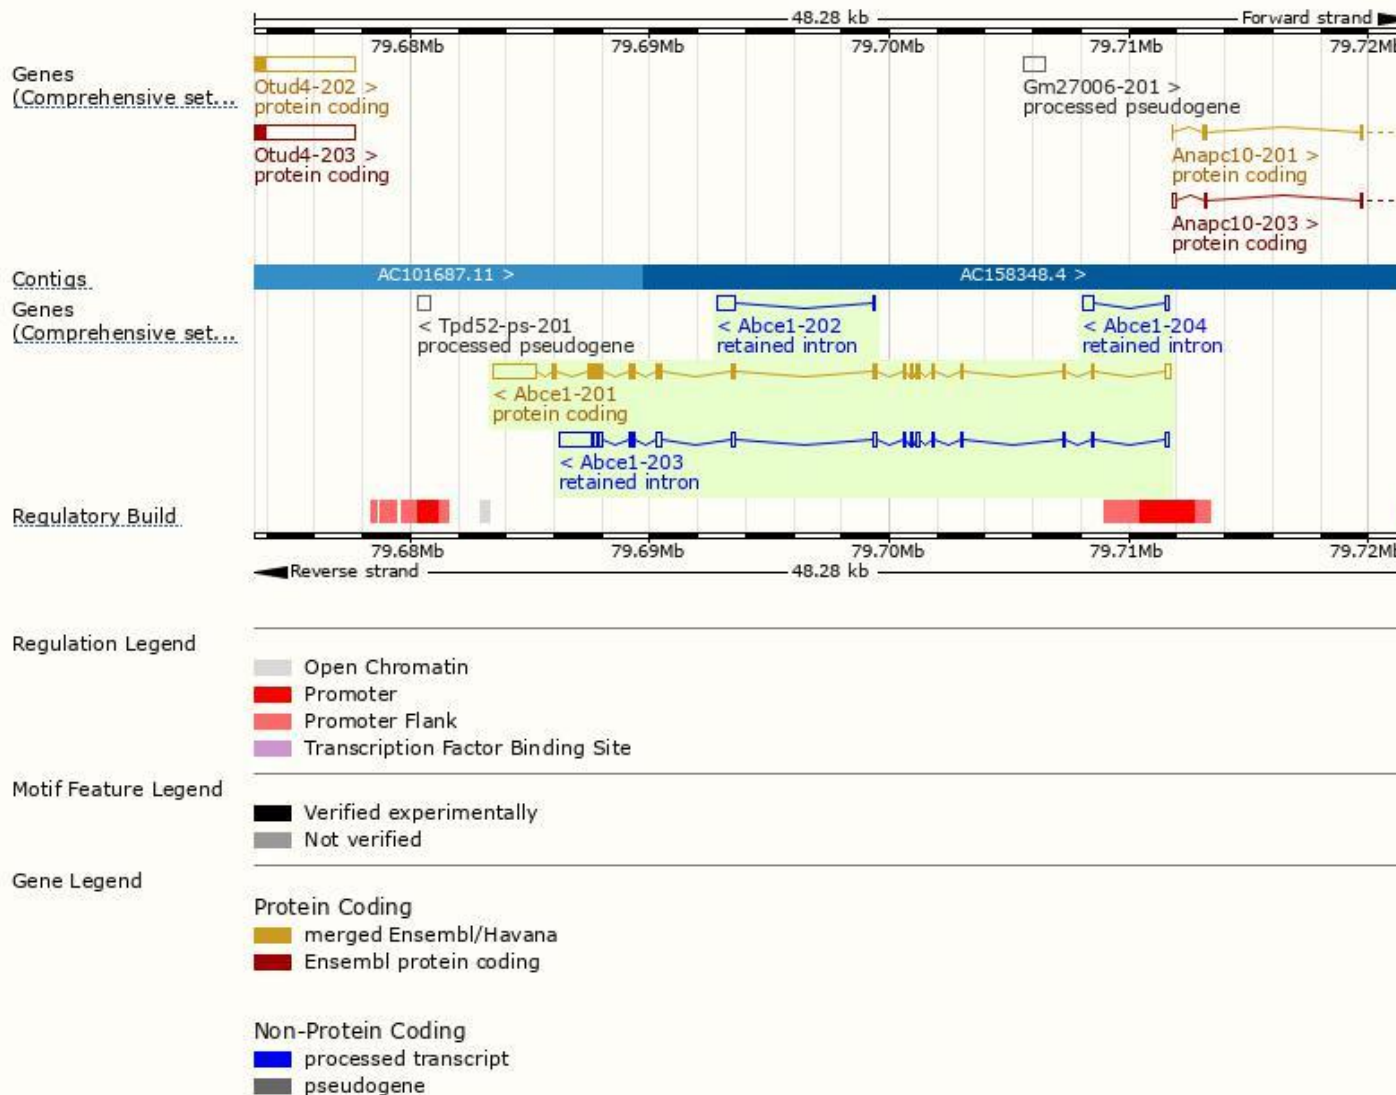 48.28 kb
Forward strand
79.68Mb 79.69Mb 79.70Mb 79.71Mb 79.72Mb
Genes
(Comprehensive set...
Otud4-202 >
protein coding
Gm27006-201 >
processed pseudogene
Otud4-203 >
protein coding
Anapc10-201 >
protein coding
Anapc10-203 >
protein coding
Contigs
AC101687.11 >
AC158348.4 >
Genes
(Comprehensive set...
< Tpd52-ps-201
processed pseudogene
< Abce1-202
retained intron
< Abce1-204
retained intron
< Abce1-201
protein coding
< Abce1-203
retained intron
Regulatory Build
79.68Mb 79.69Mb 79.70Mb 79.71Mb 79.72Mb
Reverse strand
48.28 kb
Regulation Legend
Open Chromatin
Promoter
Promoter Flank
Transcription Factor Binding Site
Motif Feature Legend
Verified experimentally
Not verified
Gene Legend
Protein Coding
merged Ensembl/Havana
Ensembl protein coding
Non-Protein Coding
processed transcript
pseudogene